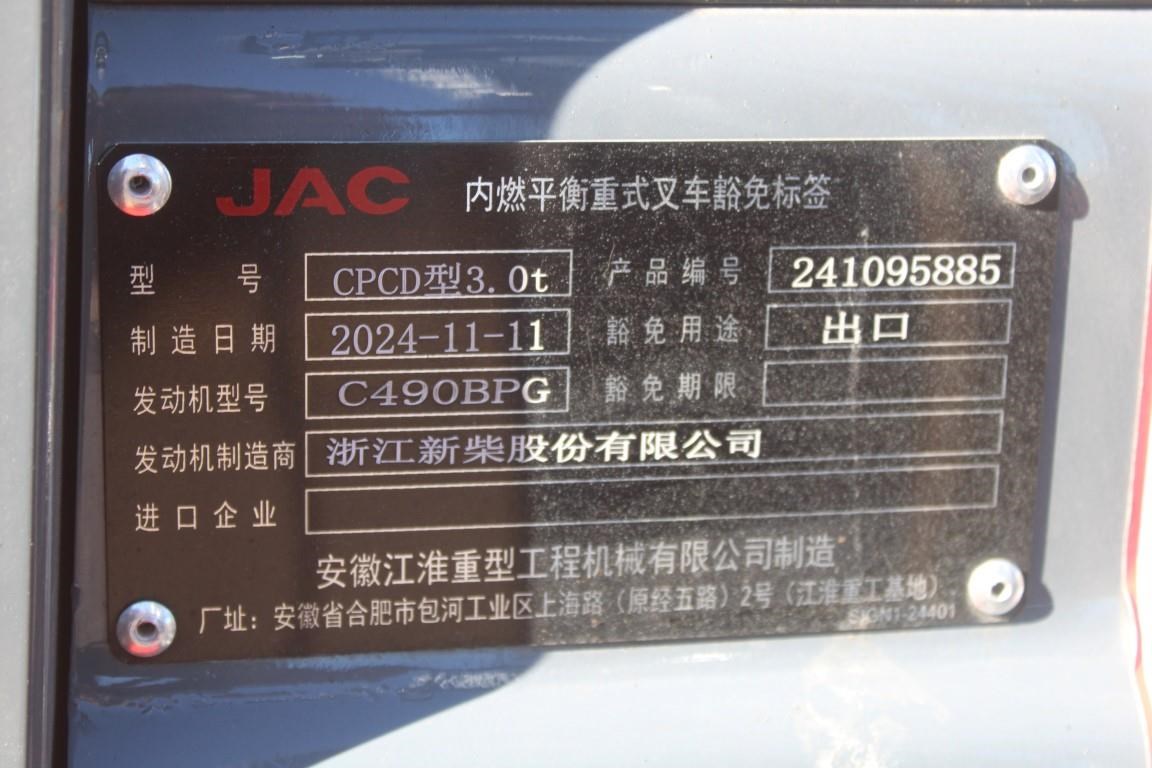 JAC 内燃平衡重式叉车豁免标签
型号 CPCD型3.0t 产品编号 241095885
制造日期 2024-11-11 豁免用途 出口
发动机型号 C490BPG 豁免期限
发动机制造商 浙江新柴股份有限公司
进口企业
安徽江淮重型工程机械有限公司制造
厂址：安徽省合肥市包河工业区上海路（原经五路）2号（江淮重工基地）